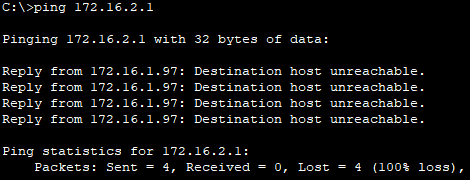 C:\>ping 172.16.2.1
Pinging 172.16.2.1 with 32 bytes of data:
Reply from 172.16.1.97: Destination host unreachable.
Reply from 172.16.1.97: Destination host unreachable.
Reply from 172.16.1.97: Destination host unreachable.
Reply from 172.16.1.97: Destination host unreachable.
Ping statistics for 172.16.2.1:
    Packets: Sent = 4, Received = 0, Lost = 4 (100% loss),